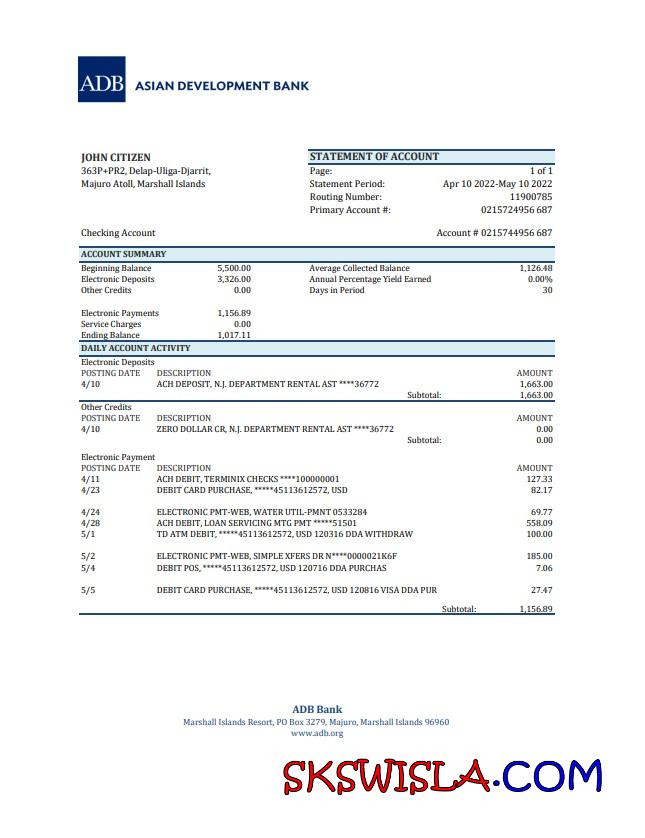 ADB ASIAN DEVELOPMENT BANK
JOHN CITIZEN
363P+PR2, Delap-Uliga-Djarrit,
Majuro Atoll, Marshall Islands
STATEMENT OF ACCOUNT
Page: 1 of 1
Statement Period: Apr 10 2022-May 10 2022
Routing Number: 11900785
Primary Account #: 0215724956 687
Checking Account Account # 0215744956 687
ACCOUNT SUMMARY
Beginning Balance 5,500.00 Average Collected Balance 1,126.48
Electronic Deposits 3,326.00 Annual Percentage Yield Earned 0.00%
Other Credits 0.00 Days in Period 30
Electronic Payments 1,156.89
Service Charges 0.00
Ending Balance 1,017.11
DAILY ACCOUNT ACTIVITY
Electronic Deposits
POSTING DATE DESCRIPTION AMOUNT
4/10 ACH DEPOSIT, N.J. DEPARTMENT RENTAL AST ****36772 1,663.00
Subtotal: 1,663.00
Other Credits
POSTING DATE DESCRIPTION AMOUNT
4/10 ZERO DOLLAR CR, N.J. DEPARTMENT RENTAL AST ****36772 0.00
Subtotal: 0.00
Electronic Payment
POSTING DATE DESCRIPTION AMOUNT
4/11 ACH DEBIT, TERMINIX CHECKS ****100000001 127.33
4/23 DEBIT CARD PURCHASE, *****45113612572, USD 82.17
4/24 ELECTRONIC PMT-WEB, WATER UTIL-PMNT 0533284 69.77
4/28 ACH DEBIT, LOAN SERVICING MTG PMT *****51501 558.09
5/1 TD ATM DEBIT, *****45113612572, USD 120316 DDA WITHDRAW 100.00
5/2 ELECTRONIC PMT-WEB, SIMPLE XFERS DR N****0000021K6F 185.00
5/4 DEBIT POS, *****45113612572, USD 120716 DDA PURCHAS 7.06
5/5 DEBIT CARD PURCHASE, *****45113612572, USD 120816 VISA DDA PUR 27.47
Subtotal: 1,156.89
ADB Bank
Marshall Islands Resort, PO Box 3279, Majuro, Marshall Islands 96960
www.adb.org
SKSWISLA.COM